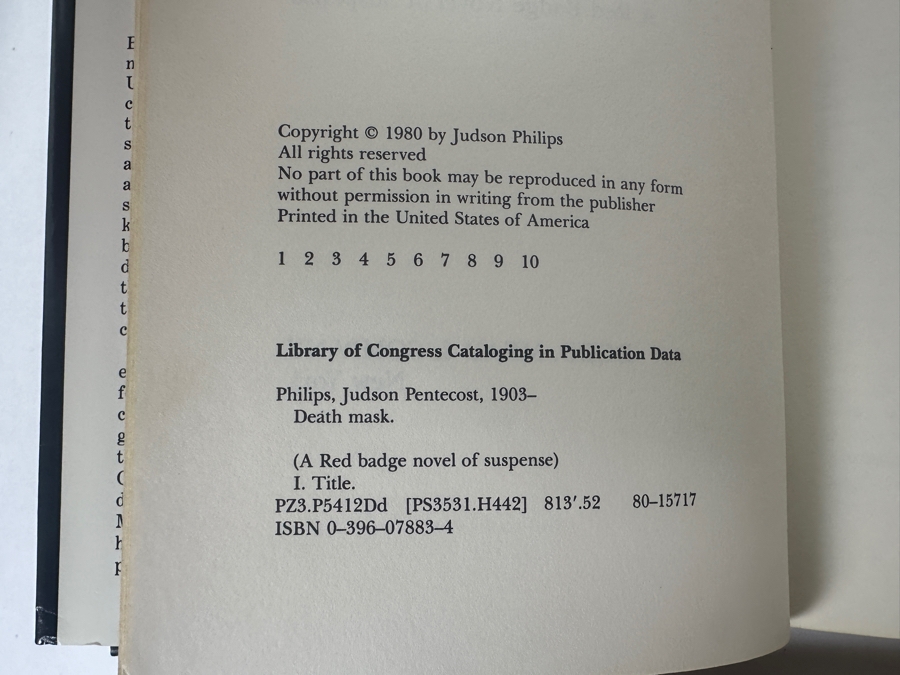 Copyright © 1980 by Judson Philips
All rights reserved
No part of this book may be reproduced in any form
without permission in writing from the publisher
Printed in the United States of America
1 2 3 4 5 6 7 8 9 10
Library of Congress Cataloging in Publication Data
Philips, Judson Pentecost, 1903–
Death mask.
(A Red badge novel of suspense)
I. Title.
PZ3.P5412Dd [PS3531.H442] 813′.52 80–15717
ISBN 0–396–07883–4